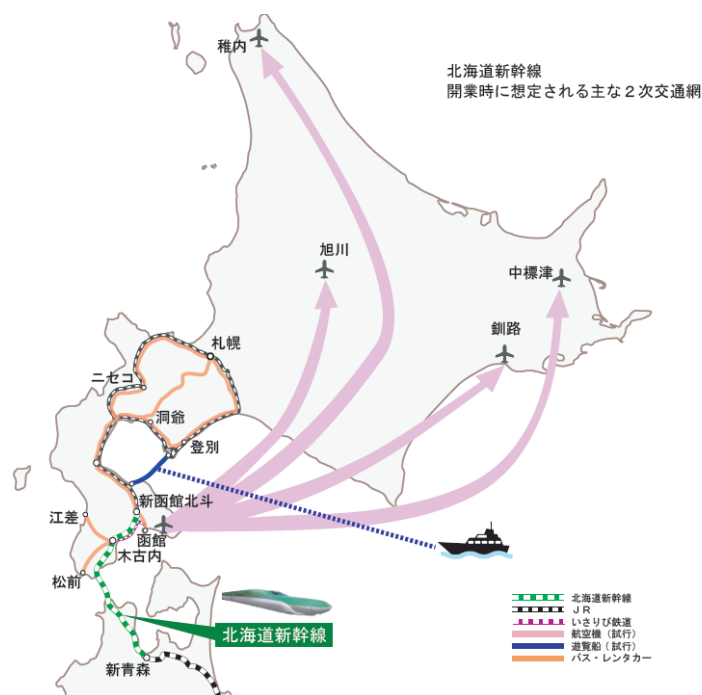 稚内
北海道新幹線
開業時に想定される主な2次交通網
旭川
中標津
釧路
札幌
ニセコ
洞爺
登別
新函館北斗
江差
函館
木古内
松前
北海道新幹線
新青森
北海道新幹線
JR
いさりび鉄道
航空機(試行)
遊覧船(試行)
バス・レンタカー